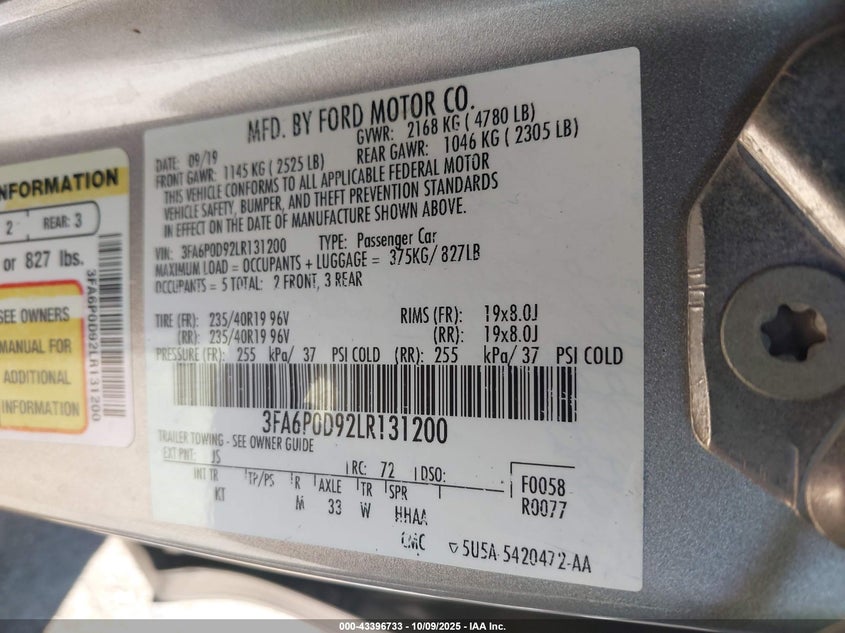 MFD. BY FORD MOTOR CO.
DATE: 09/19
GVWR: 2168 KG ( 4780 LB)
FRONT GAWR: 1145 KG ( 2525 LB)
REAR GAWR: 1046 KG ( 2305 LB)
THIS VEHICLE CONFORMS TO ALL APPLICABLE FEDERAL MOTOR
VEHICLE SAFETY, BUMPER, AND THEFT PREVENTION STANDARDS
IN EFFECT ON THE DATE OF MANUFACTURE SHOWN ABOVE.
VIN: 3FA6P0D92LR131200 TYPE: Passenger Car
MAXIMUM LOAD = OCCUPANTS + LUGGAGE = 375KG/ 827LB
OCCUPANTS = 5 TOTAL: 2 FRONT, 3 REAR
TIRE (FR): 235/40R19 96V RIMS (FR): 19x8.0J
(RR): 235/40R19 96V (RR): 19x8.0J
PRESSURE (FR): 255 kPa/ 37 PSI COLD (RR): 255 kPa/ 37 PSI COLD
3FA6P0D92LR131200
TRAILER TOWING - SEE OWNER GUIDE
EXT PNT: JS RC: 72 DSO:
INT TR TP/PS R AXLE TR SPR
KT M 33 W HHAA
F0058
R0077
CMC
5U5A-5420472-AA
INFORMATION
2 REAR: 3
or 827 lbs.
SEE OWNERS
MANUAL FOR
ADDITIONAL
INFORMATION
3FA6P0D92LR131200
000-43396733 - 10/09/2025 - IAA Inc.